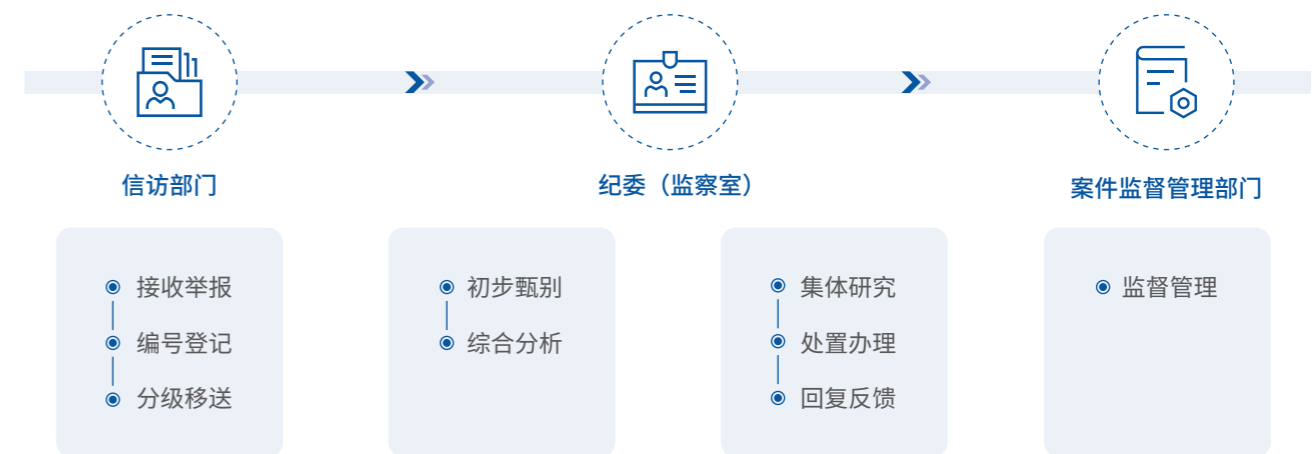 信访部门
纪委（监察室）
案件监督管理部门
接收举报
编号登记
分级移送
初步甄别
综合分析
集体研究
处置办理
回复反馈
监督管理